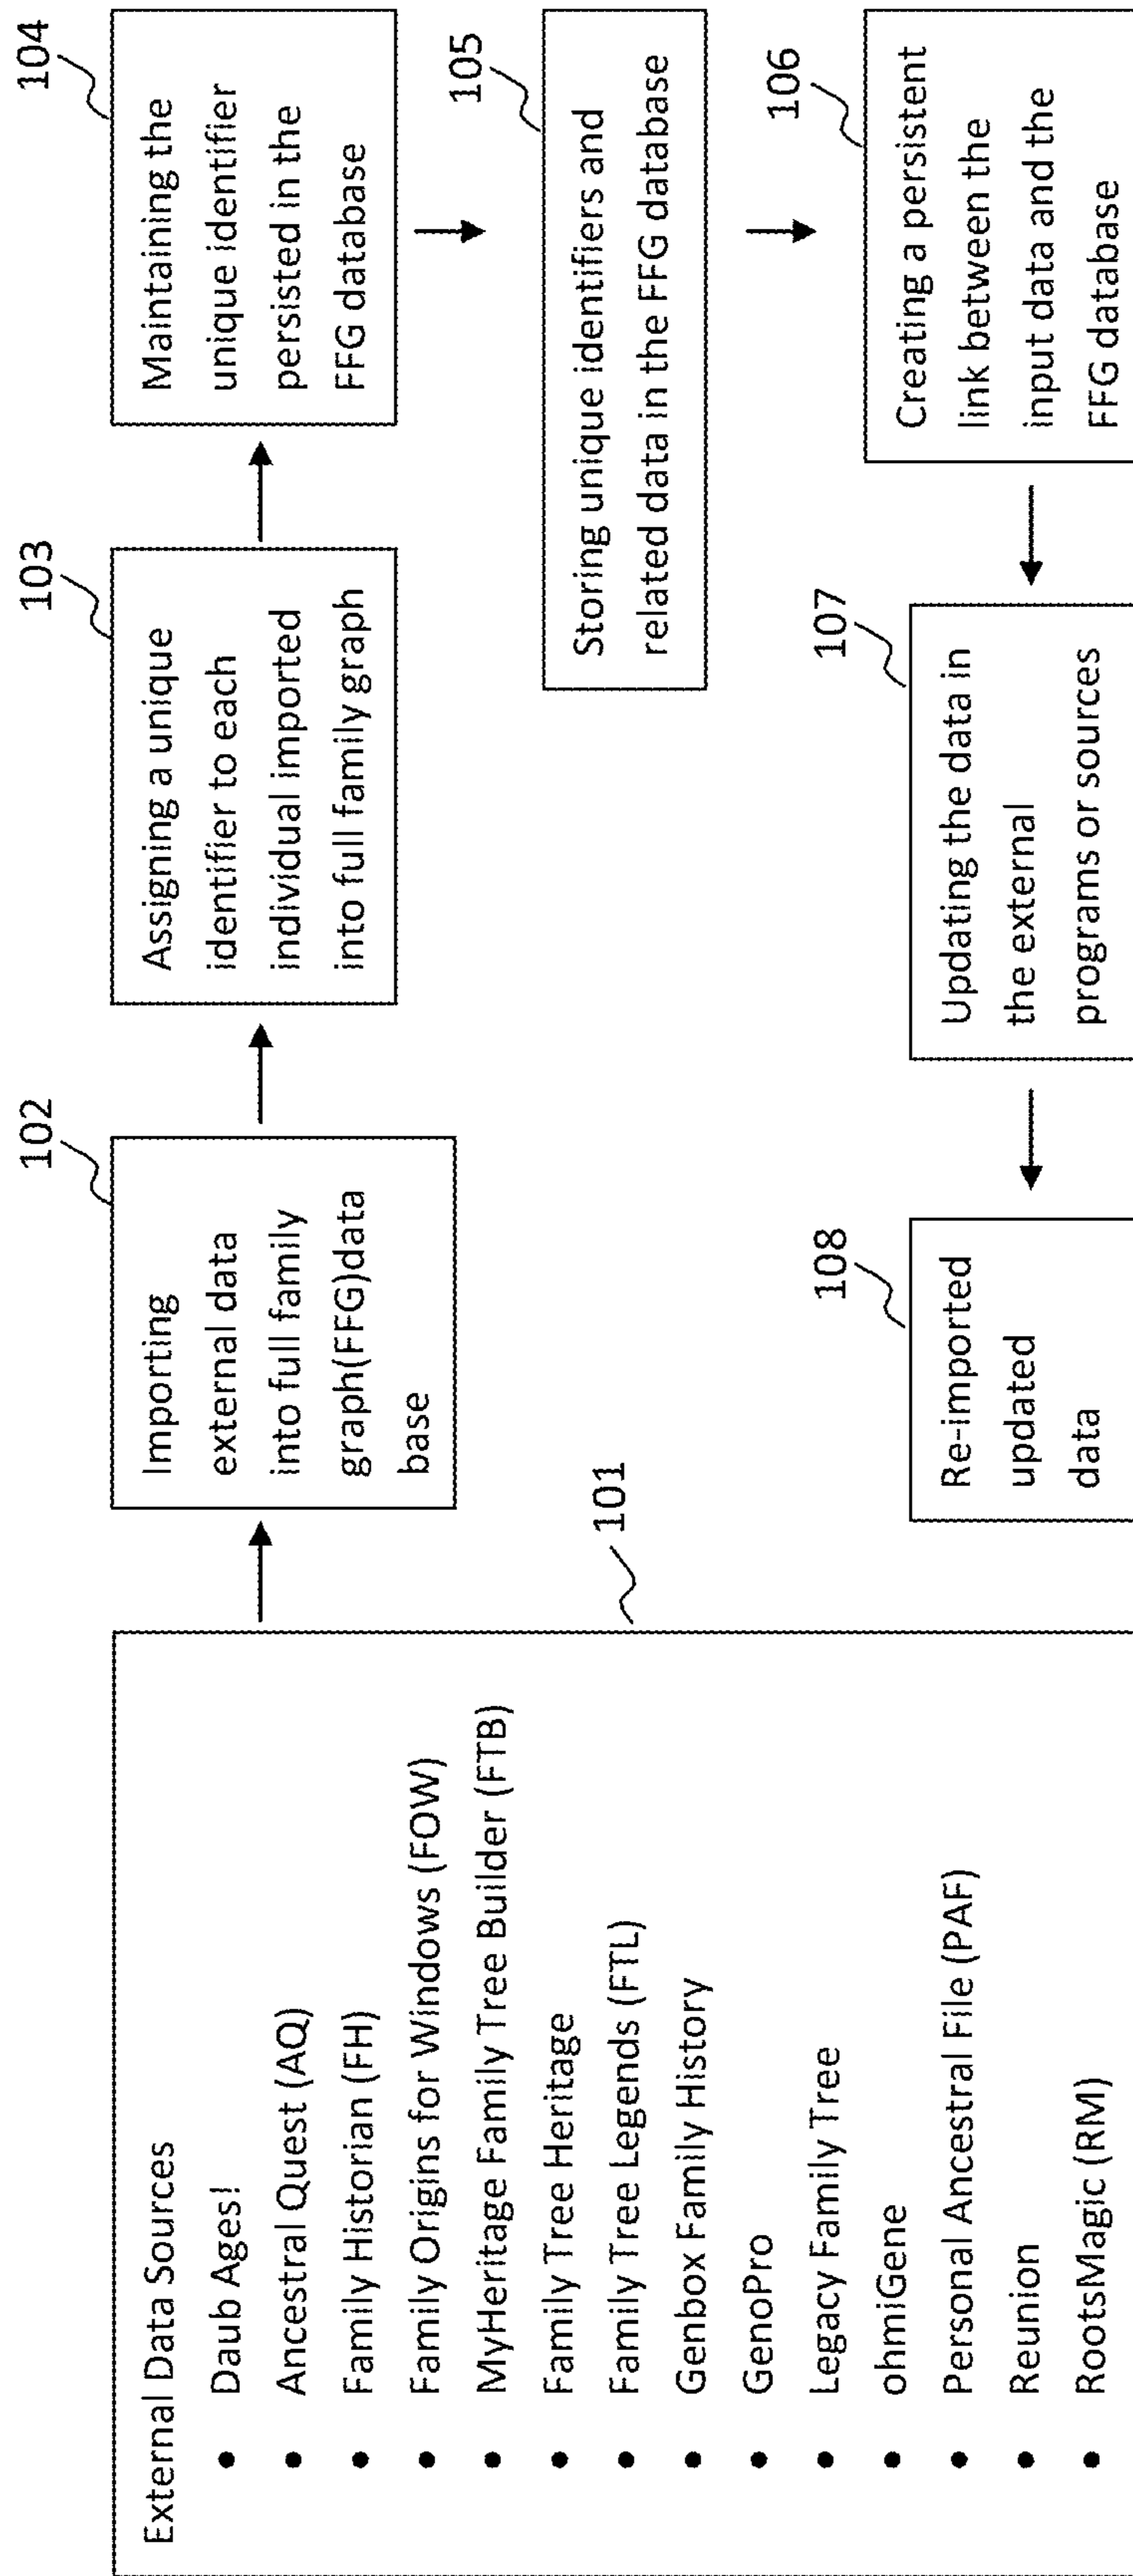 External Data Sources
• Daub Ages!
• Ancestral Quest (AQ)
• Family Historian (FH)
• Family Origins for Windows (FOW)
• MyHeritage Family Tree Builder (FTB)
• Family Tree Heritage
• Family Tree Legends (FTL)
• Genbox Family History
• GenoPro
• Legacy Family Tree
• ohmiGene
• Personal Ancestral File (PAF)
• Reunion
• RootsMagic (RM)
101
102
Importing
external data
into full family
graph(FFG)data
base
103
Assigning a unique
identifier to each
individual imported
into full family graph
104
Maintaining the
unique identifier
persisted in the
FFG database
105
Storing unique identifiers and
related data in the FFG database
106
Creating a persistent
link between the
input data and the
FFG database
107
Updating the data in
the external
programs or sources
108
Re-imported
updated
data